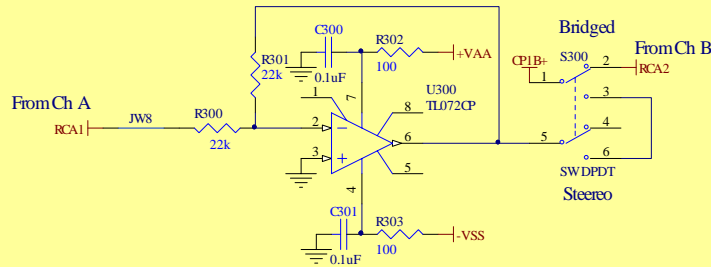 Bridged
C300
R302
+VAA
S300
From Ch B
R301
0.1uF
100
CP1B+
2
RCA2
22k
1
U300
1
3
From Ch A
TL072CP
7
8
RCA1
JW8
R300
2
6
5
4
22k
3
5
6
4
SWDPDT
C301
R303
Steereo
-VSS
0.1uF
100